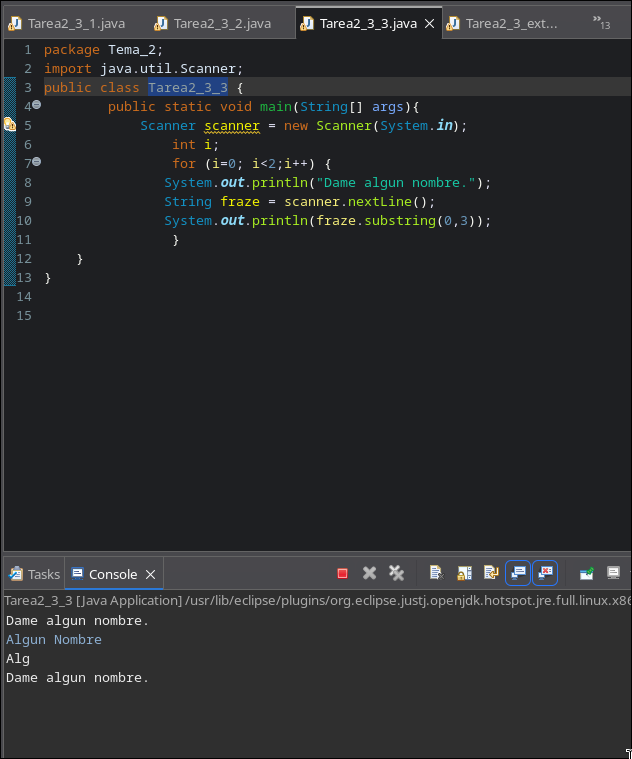 Tarea2_3_1.java Tarea2_3_2.java Tarea2_3_3.java Tarea2_3_ext... 13
1 package Tema_2;
2 import java.util.Scanner;
3 public class Tarea2_3_3 {
4 public static void main(String[] args){
5 Scanner scanner = new Scanner(System.in);
6 int i;
7 for (i=0; i<2;i++) {
8 System.out.println("Dame algun nombre.");
9 String fraze = scanner.nextLine();
10 System.out.println(fraze.substring(0,3));
11 }
12 }
13 }
14
15
Tasks Console
Tarea2_3_3 [Java Application] /usr/lib/eclipse/plugins/org.eclipse.justj.openjdk.hotspot.jre.full.linux.x86
Dame algun nombre.
Algun Nombre
Alg
Dame algun nombre.